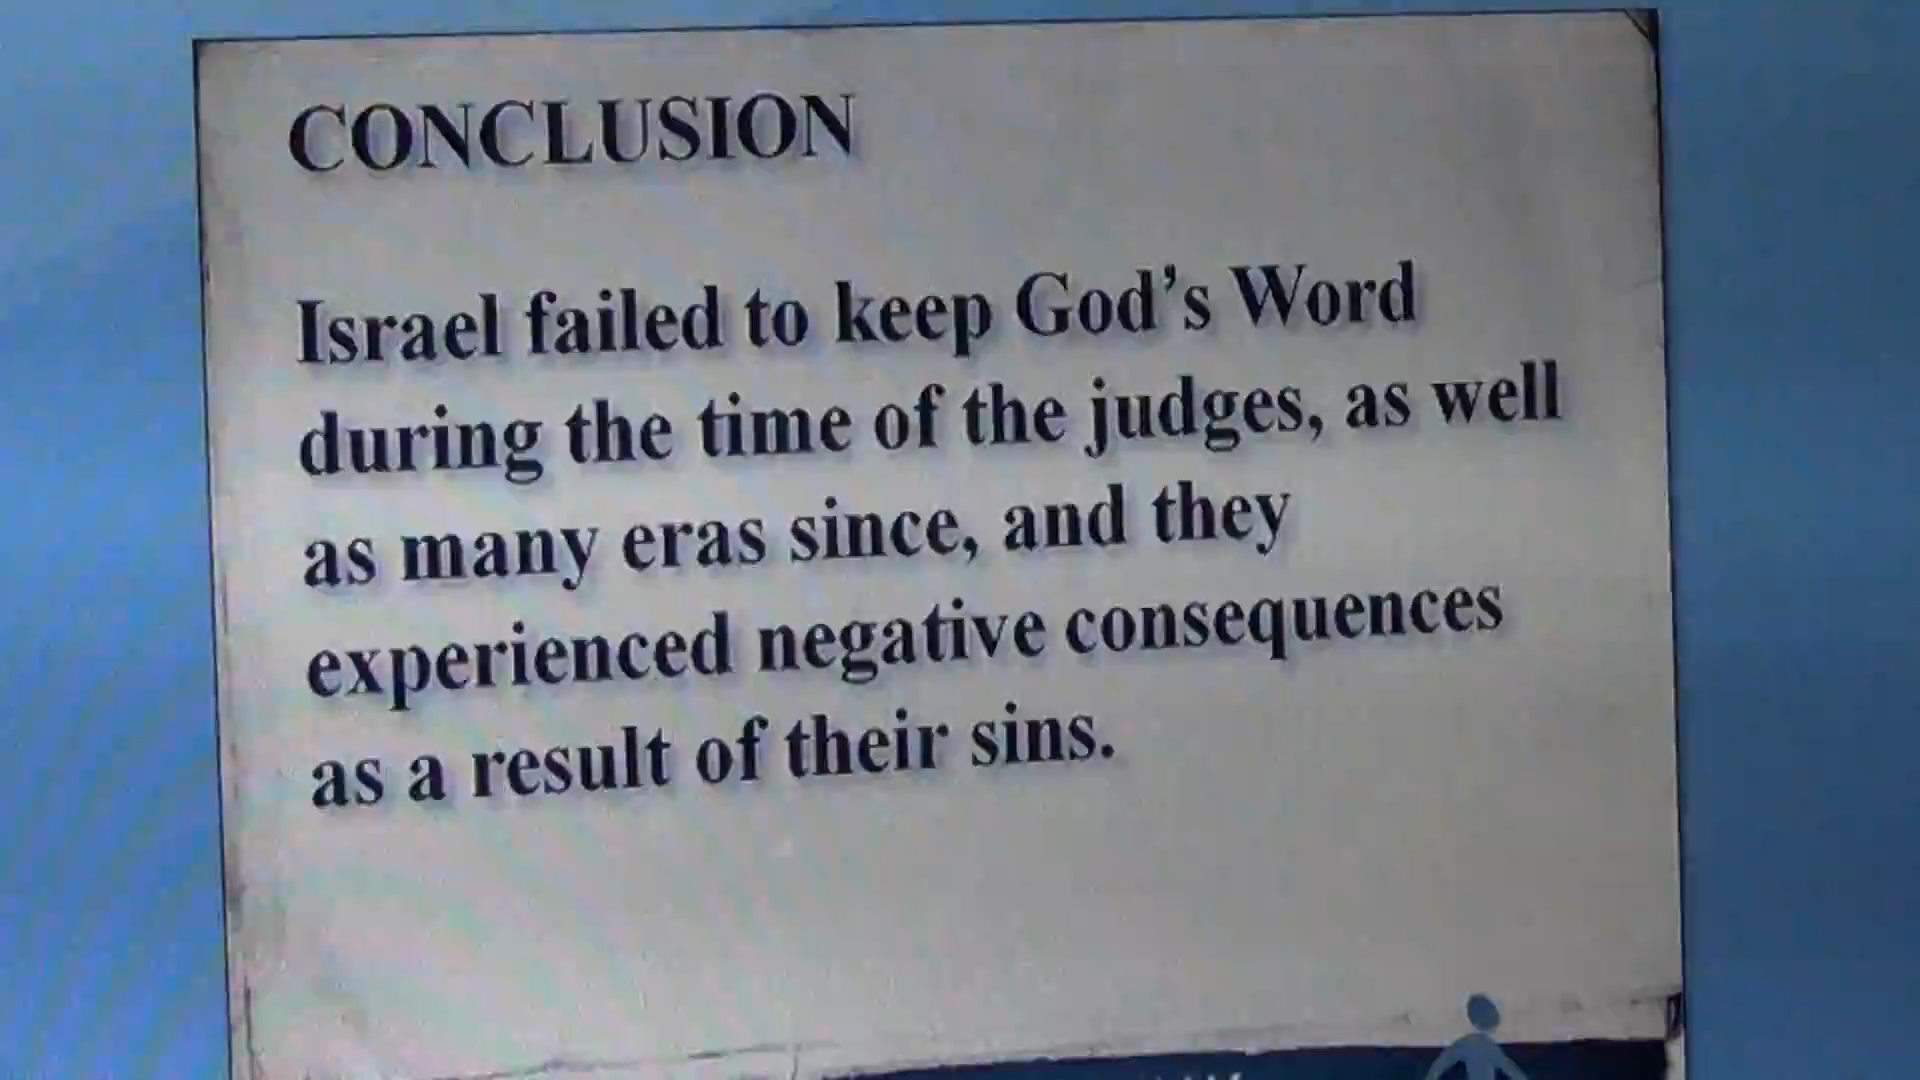 CONCLUSION
Israel failed to keep God's Word
during the time of the judges, as well
as many eras since, and they
experienced negative consequences
as a result of their sins.